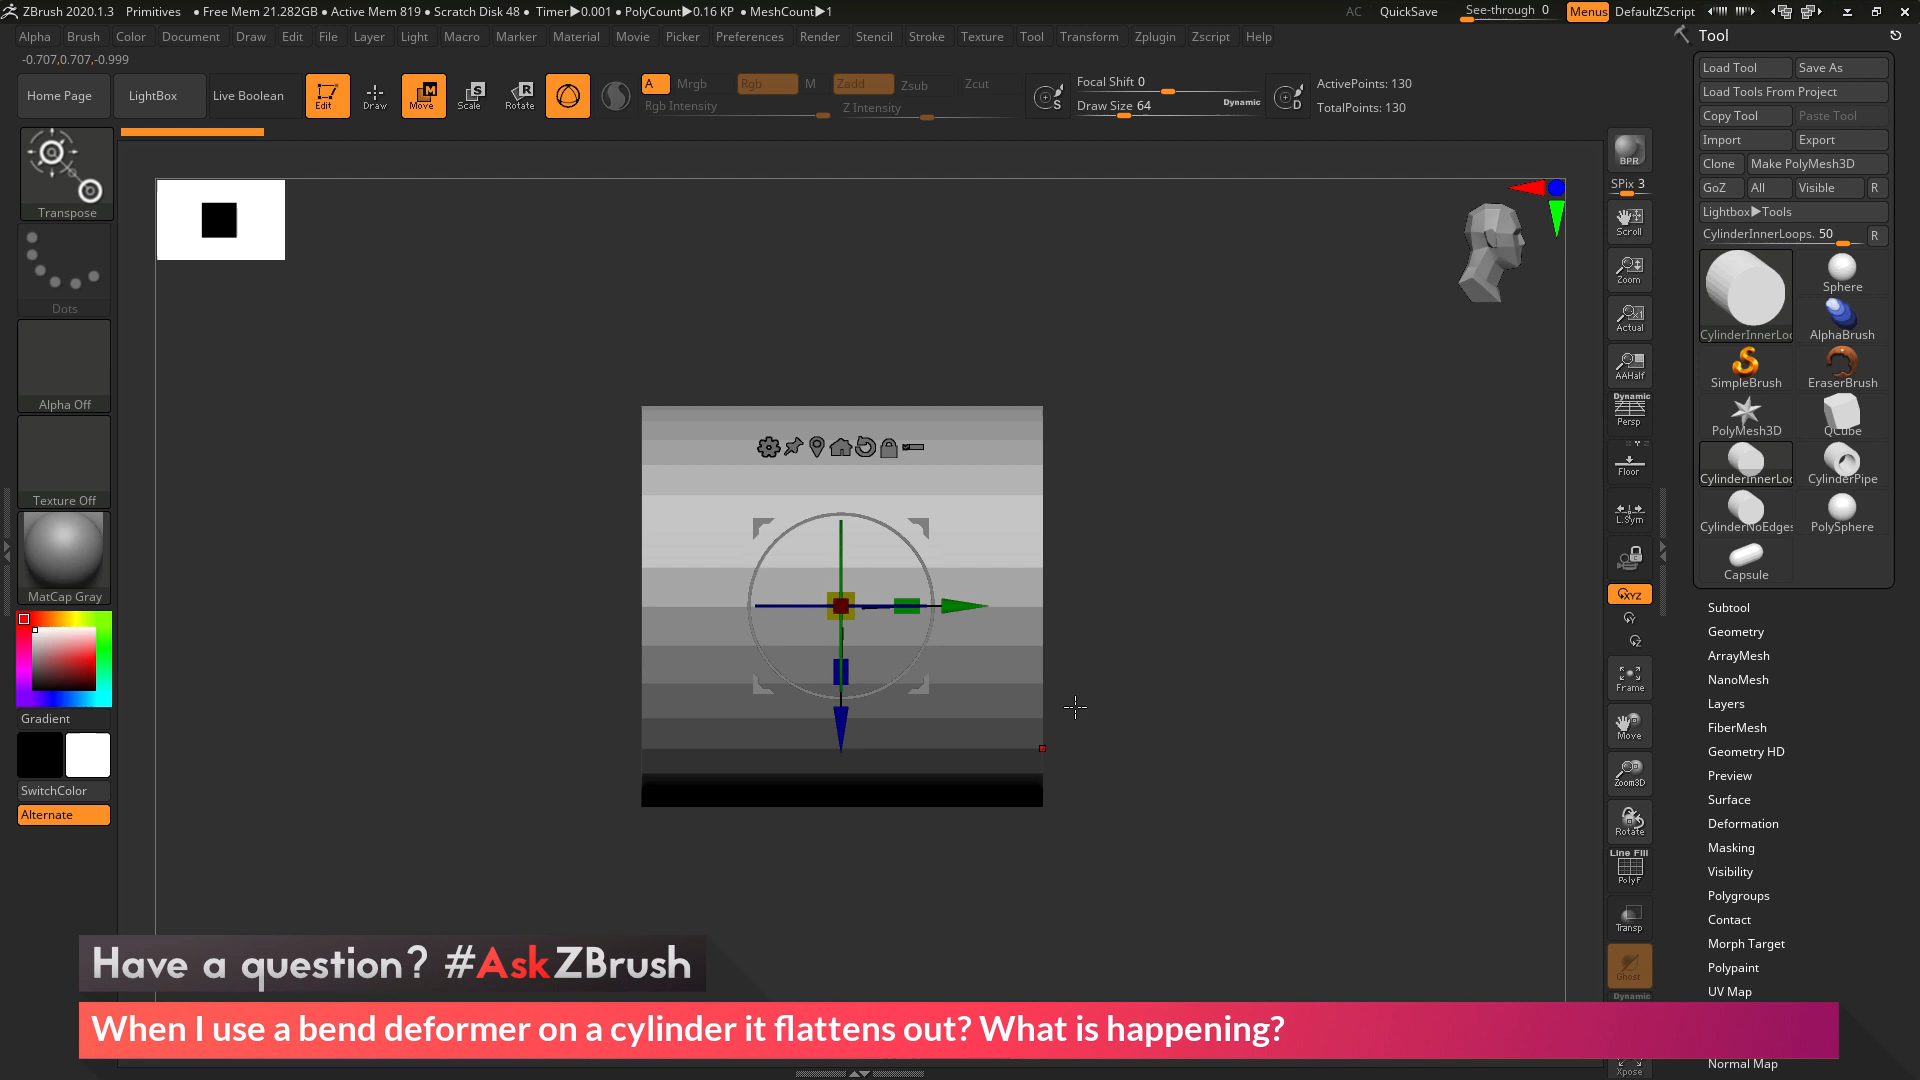 ZBrush 2020.1.3 Primitives ● Free Mem 21.282GB ● Active Mem 819 ● Scratch Disk 48 ● Timer▶0.001 ● PolyCount▶0.16 KP ● MeshCount▶1 AC QuickSave See-through 0 Menus DefaultZScript
Alpha Brush Color Document Draw Edit File Layer Light Macro Marker Material Movie Picker Preferences Render Stencil Stroke Texture Tool Transform Zplugin Zscript Help
-0.707,0.707,-0.999
Home Page LightBox Live Boolean Edit Draw Move Scale Rotate
A Mrgb Rgb M Zadd Zsub Zcut
Rgb Intensity Z Intensity
S Focal Shift 0
Draw Size 64 Dynamic
D ActivePoints: 130
TotalPoints: 130
Transpose
Dots
Alpha Off
Texture Off
MatCap Gray
Gradient
SwitchColor
Alternate
BPR
SPix 3
Scroll
Zoom
Actual
AAHalf
Dynamic
Persp
Floor
L.Sym
XYZ
Y
Z
Frame
Move
Zoom3D
Rotate
Line Fill
PolyF
Transp
Ghost
Dynamic
Xpose
Tool
Load Tool Save As
Load Tools From Project
Copy Tool Paste Tool
Import Export
Clone Make PolyMesh3D
GoZ All Visible R
Lightbox▶Tools
CylinderInnerLoops. 50 R
CylinderInnerLoo Sphere
AlphaBrush
SimpleBrush EraserBrush
PolyMesh3D QCube
CylinderInnerLoo CylinderPipe
CylinderNoEdges PolySphere
Capsule
Subtool
Geometry
ArrayMesh
NanoMesh
Layers
FiberMesh
Geometry HD
Preview
Surface
Deformation
Masking
Visibility
Polygroups
Contact
Morph Target
Polypaint
UV Map
Normal Map
Have a question? #AskZBrush
When I use a bend deformer on a cylinder it flattens out? What is happening?